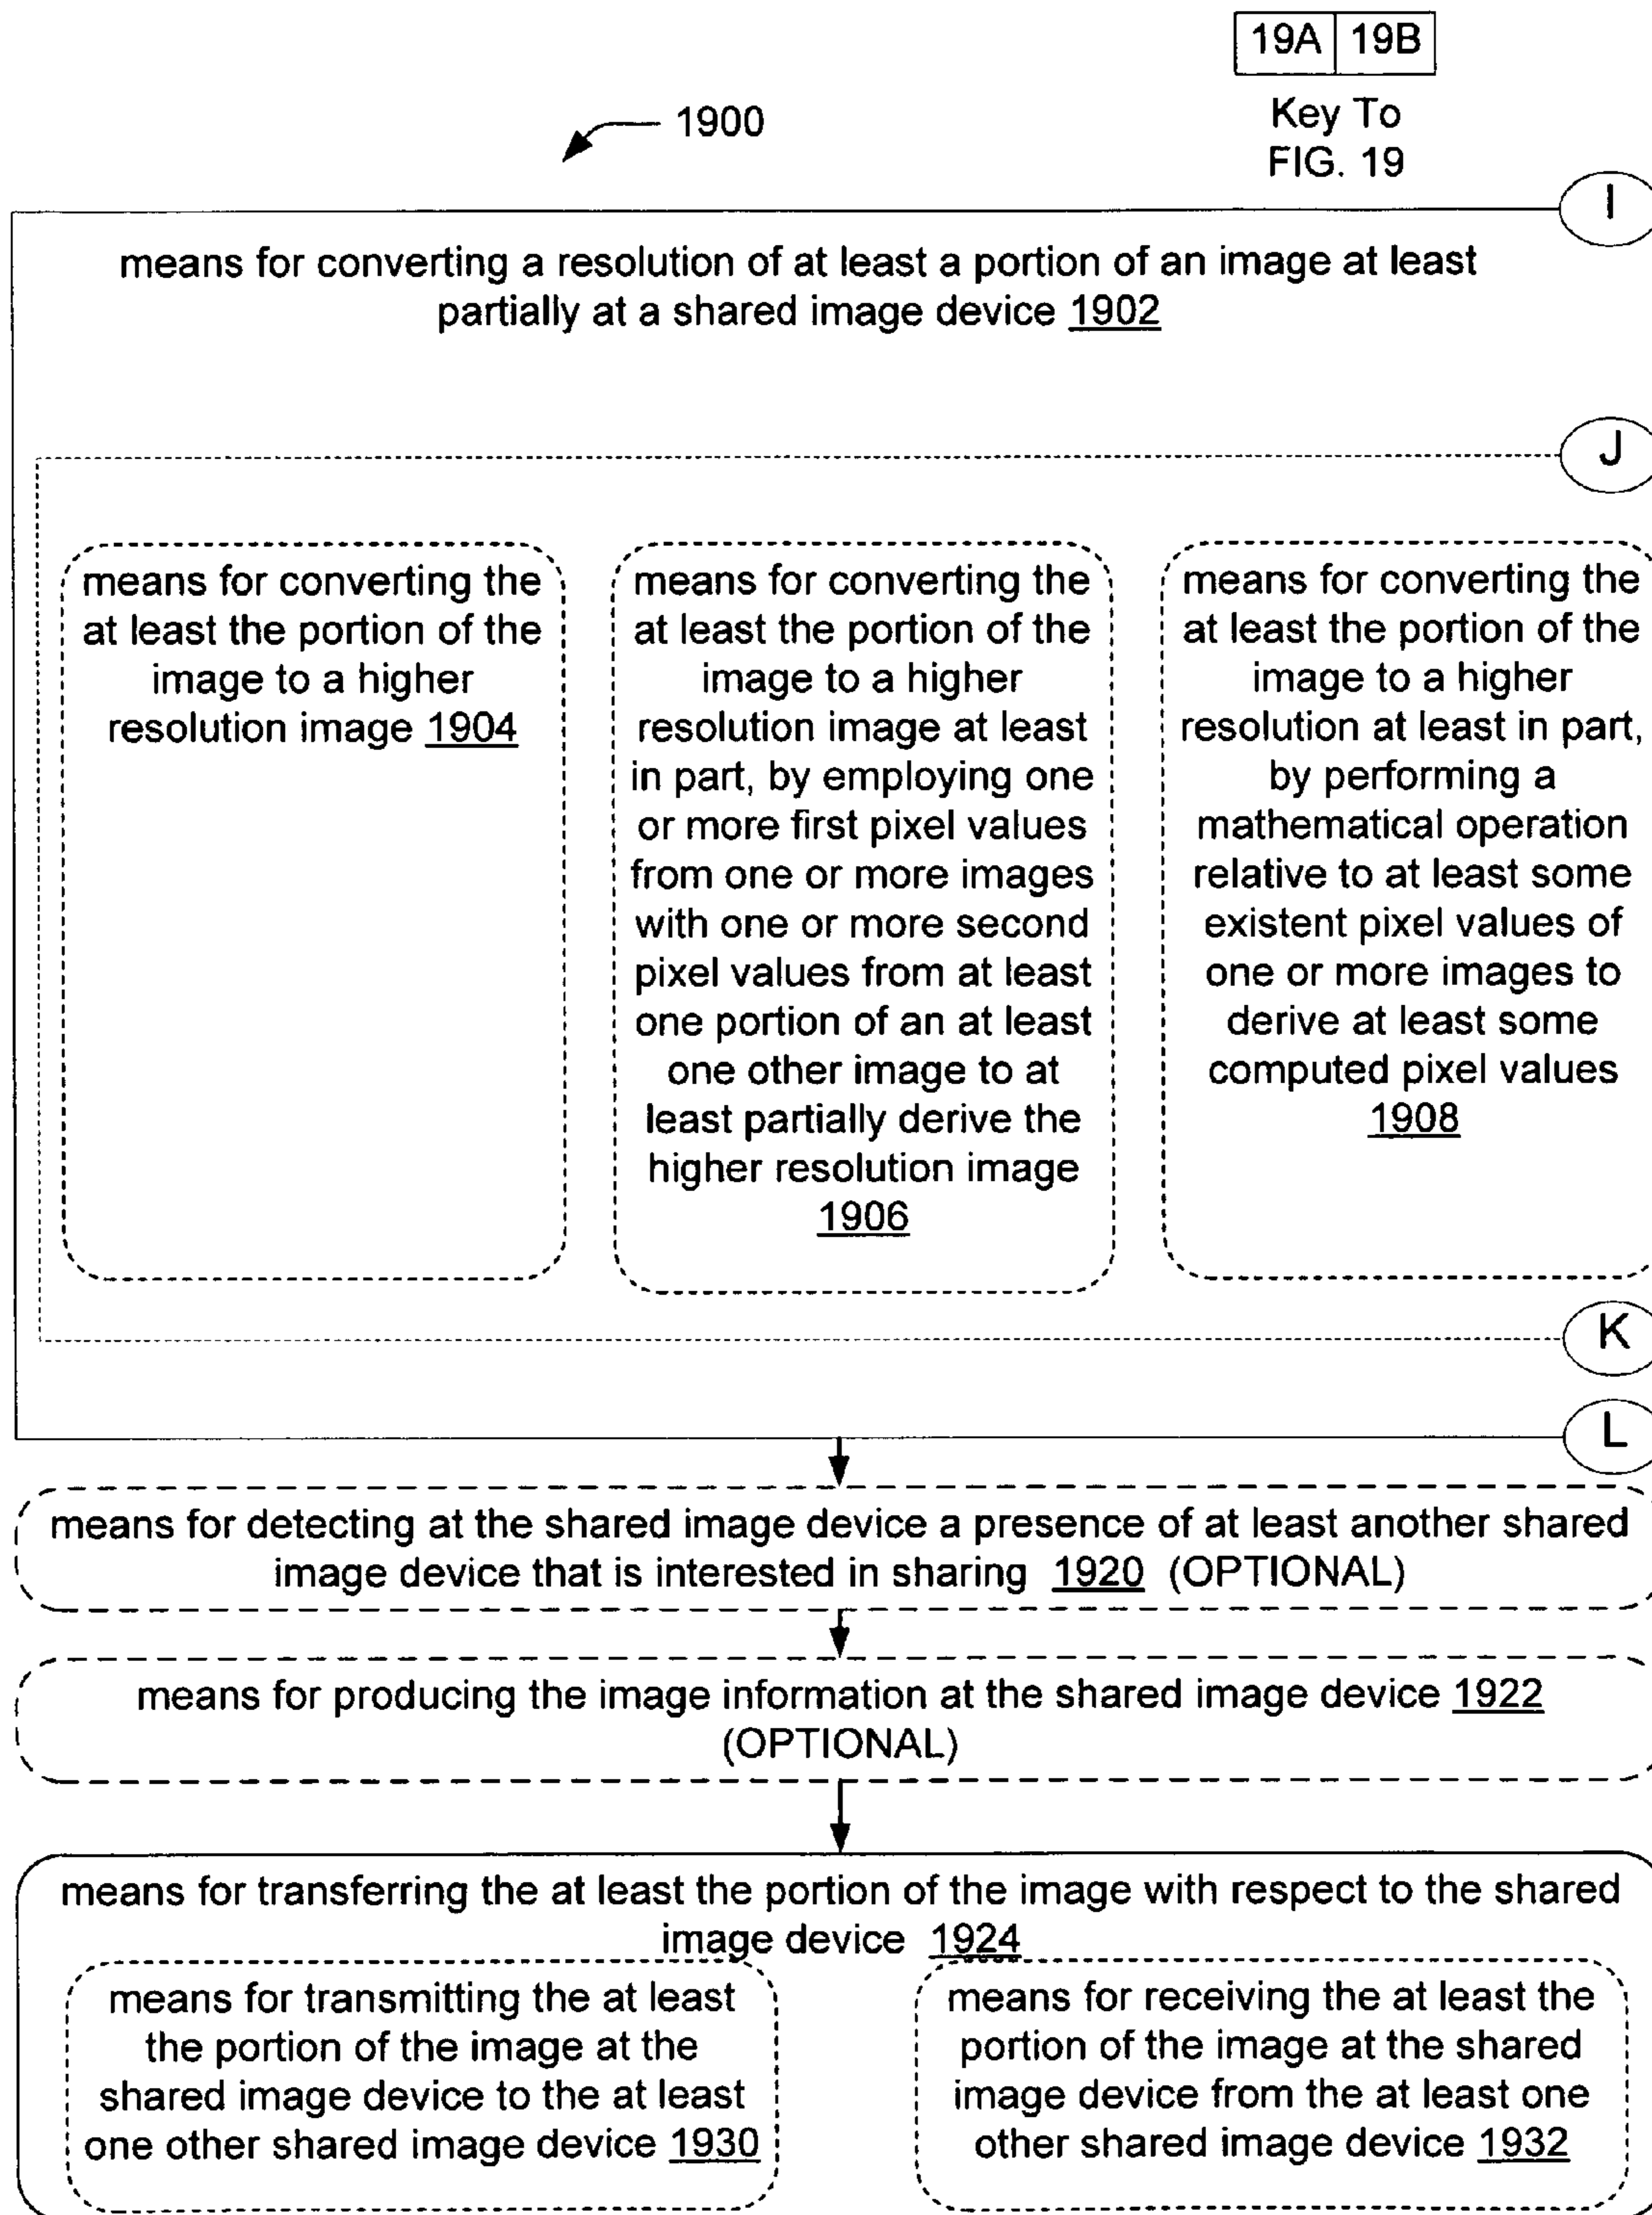 19A 19B
Key To
FIG. 19
1900
I
means for converting a resolution of at least a portion of an image at least
partially at a shared image device 1902
J
means for converting the
at least the portion of the
image to a higher
resolution image 1904
means for converting the
at least the portion of the
image to a higher
resolution image at least
in part, by employing one
or more first pixel values
from one or more images
with one or more second
pixel values from at least
one portion of an at least
one other image to at
least partially derive the
higher resolution image
1906
means for converting the
at least the portion of the
image to a higher
resolution at least in part,
by performing a
mathematical operation
relative to at least some
existent pixel values of
one or more images to
derive at least some
computed pixel values
1908
K
L
means for detecting at the shared image device a presence of at least another shared
image device that is interested in sharing 1920 (OPTIONAL)
means for producing the image information at the shared image device 1922
(OPTIONAL)
means for transferring the at least the portion of the image with respect to the shared
image device 1924
means for transmitting the at least
the portion of the image at the
shared image device to the at least
one other shared image device 1930
means for receiving the at least the
portion of the image at the shared
image device from the at least one
other shared image device 1932